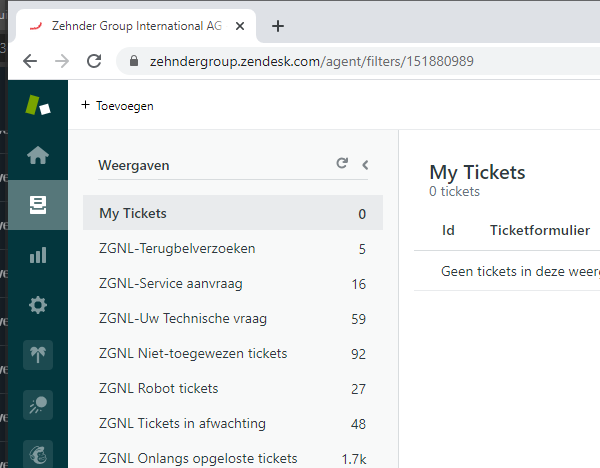 Zehnder Group International AG
zehndergroup.zendesk.com/agent/filters/151880989
+ Toevoegen
Weergaven
My Tickets 0
ZGNL-Terugbelverzoeken 5
ZGNL-Service aanvraag 16
ZGNL-Uw Technische vraag 59
ZGNL Niet-toegewezen tickets 92
ZGNL Robot tickets 27
ZGNL Tickets in afwachting 48
ZGNL Onlangs opgeloste tickets 1.7k
My Tickets
0 tickets
Id Ticketformulier
Geen tickets in deze